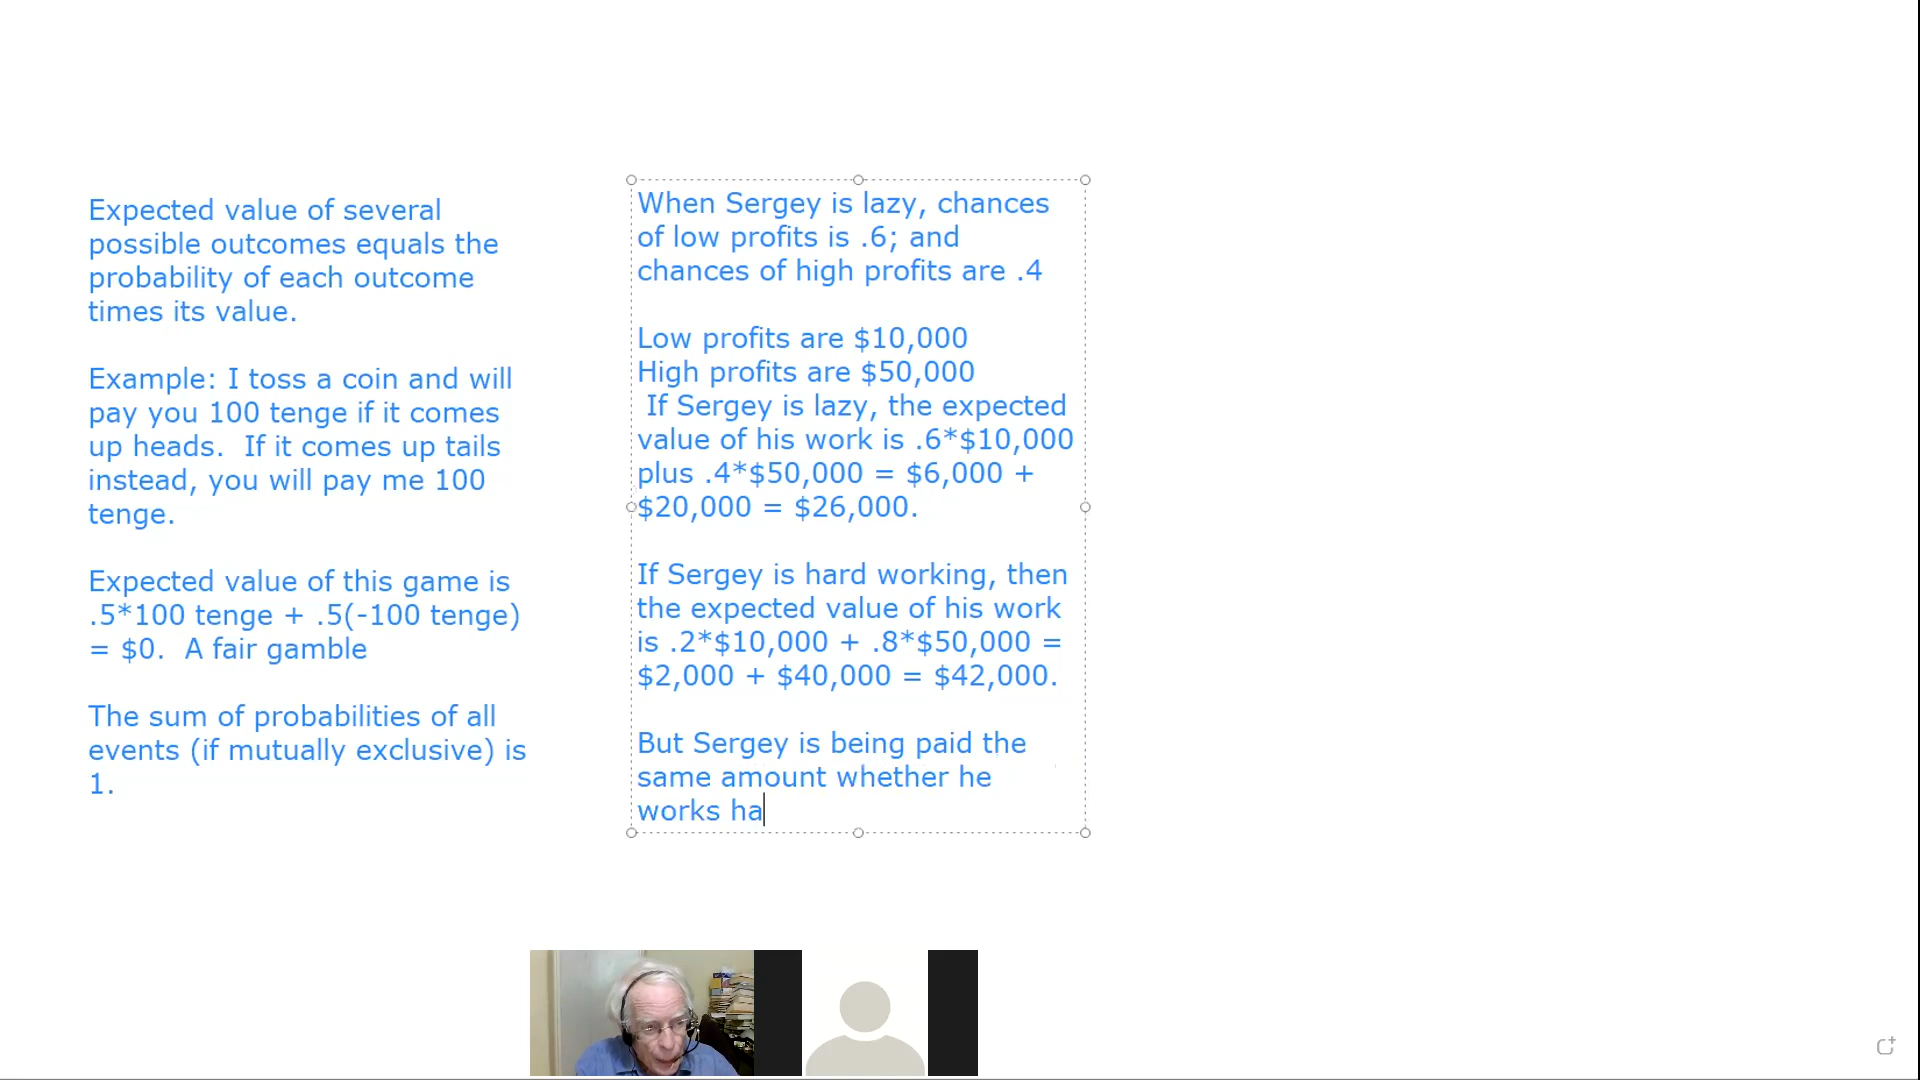 Expected value of several
possible outcomes equals the
probability of each outcome
times its value.
Example: I toss a coin and will
pay you 100 tenge if it comes
up heads.  If it comes up tails
instead, you will pay me 100
tenge.
Expected value of this game is
.5*100 tenge + .5(-100 tenge)
= $0.  A fair gamble
The sum of probabilities of all
events (if mutually exclusive) is
1.
When Sergey is lazy, chances
of low profits is .6; and
chances of high profits are .4
Low profits are $10,000
High profits are $50,000
If Sergey is lazy, the expected
value of his work is .6*$10,000
plus .4*$50,000 = $6,000 +
$20,000 = $26,000.
If Sergey is hard working, then
the expected value of his work
is .2*$10,000 + .8*$50,000 =
$2,000 + $40,000 = $42,000.
But Sergey is being paid the
same amount whether he
works ha